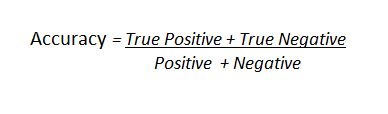 Accuracy = True Positive + True Negative
Positive + Negative